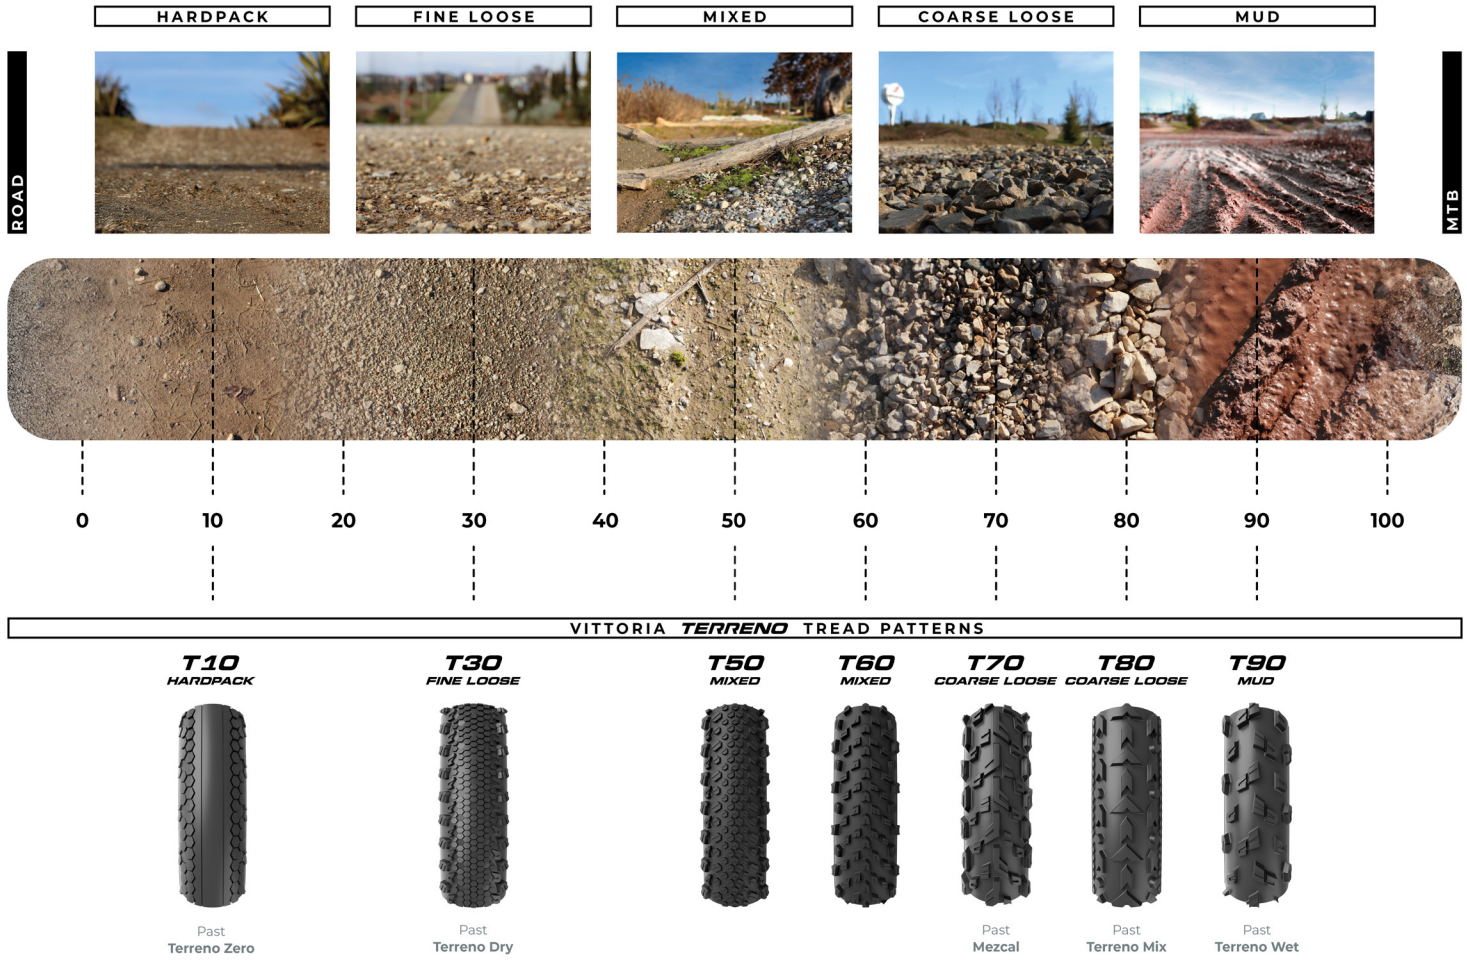 HARDPACK
FINE LOOSE
MIXED
COARSE LOOSE
MUD
ROAD
MTB
0 10 20 30 40 50 60 70 80 90 100
VITTORIA TERRENO TREAD PATTERNS
T10
HARDPACK
T30
FINE LOOSE
T50
MIXED
T60
MIXED
T70
COARSE LOOSE
T80
COARSE LOOSE
T90
MUD
Past
Terreno Zero
Past
Terreno Dry
Past
Mezcal
Past
Terreno Mix
Past
Terreno Wet